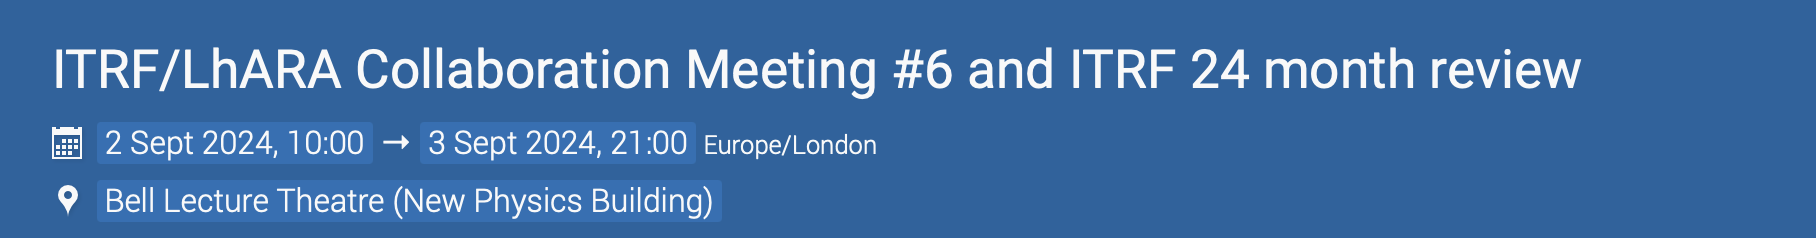 ITRF/LhARA Collaboration Meeting #6 and ITRF 24 month review
2 Sept 2024, 10:00 → 3 Sept 2024, 21:00 Europe/London
Bell Lecture Theatre (New Physics Building)